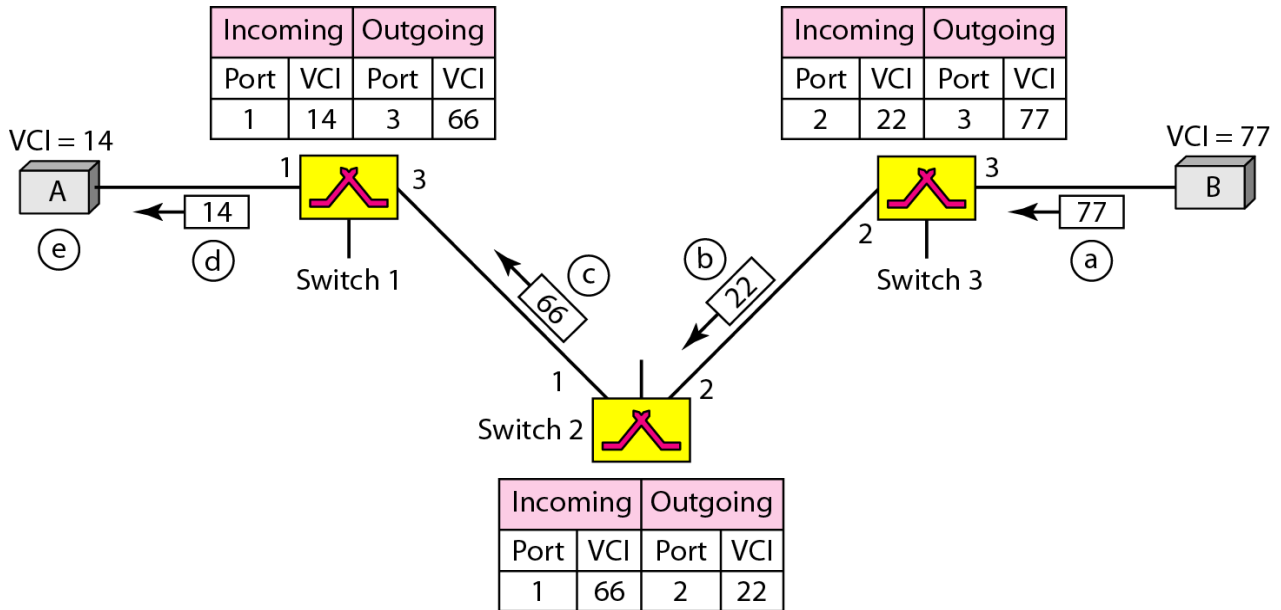 Incoming Outgoing
Port VCI Port VCI
1 14 3 66
Incoming Outgoing
Port VCI Port VCI
2 22 3 77
VCI = 14
VCI = 77
A
1
3
3
B
14
77
2
e
d
Switch 1
c
b
Switch 3
a
66
22
1
2
Switch 2
Incoming Outgoing
Port VCI Port VCI
1 66 2 22